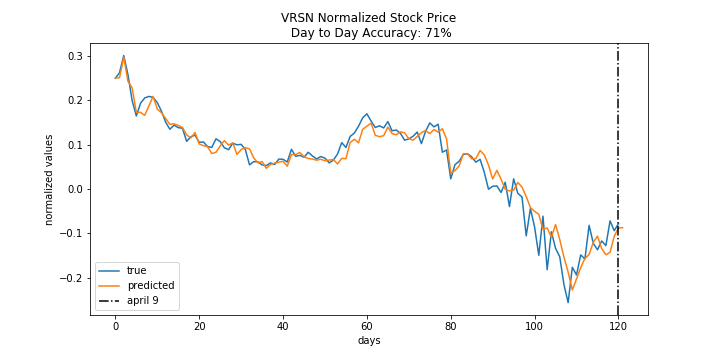 VRSN Normalized Stock Price
Day to Day Accuracy: 71%
normalized values
0.3
0.2
0.1
0.0
−0.1
−0.2
true
predicted
april 9
0
20
40
60
80
100
120
days